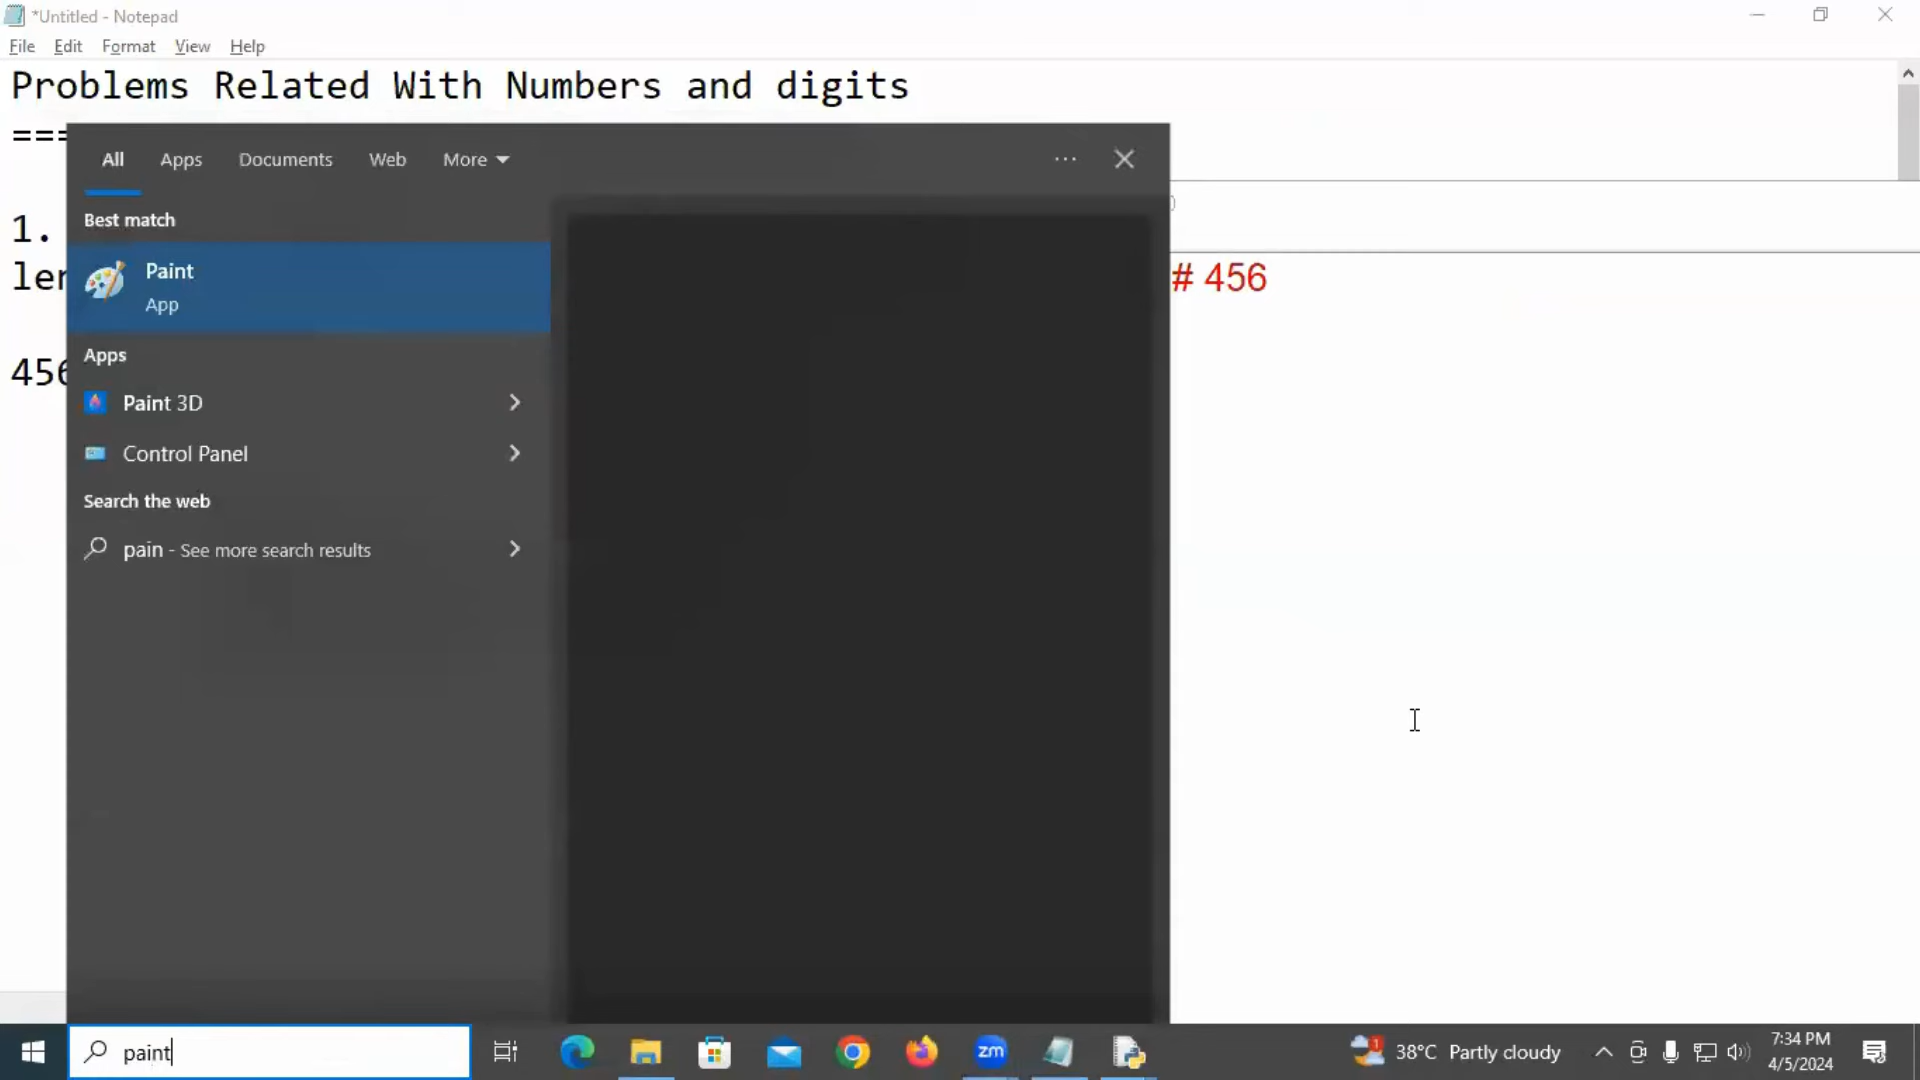 *Untitled - Notepad
File Edit Format View Help
Problems Related With Numbers and digits
===
All Apps Documents Web More
Best match
1.
Paint
App
# 456
Apps
456
Paint 3D
Control Panel
Search the web
pain - See more search results
paint
zm
1
38°C Partly cloudy
7:34 PM
4/5/2024